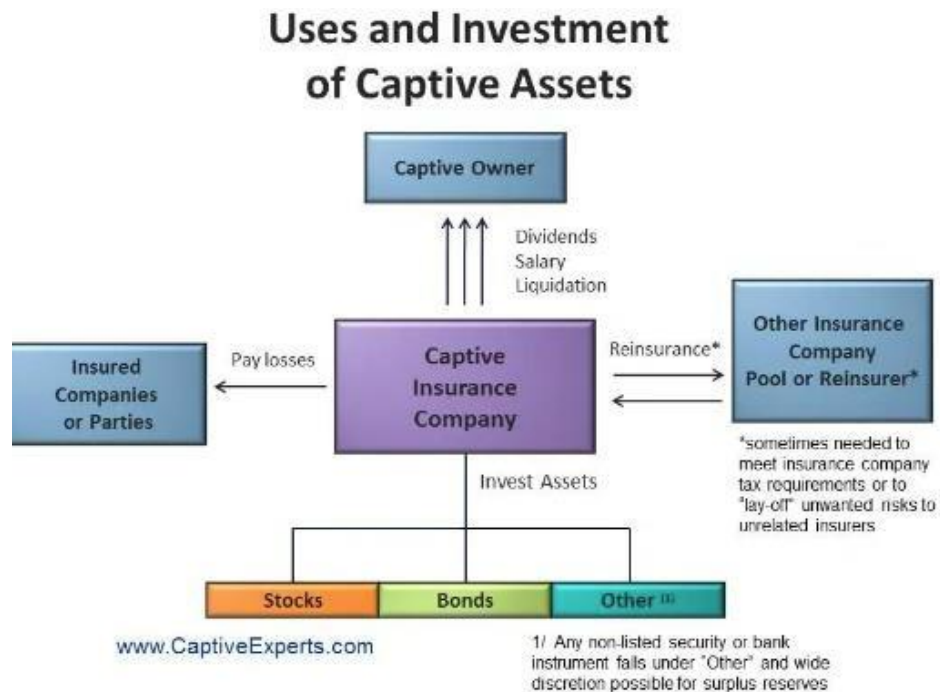 Uses and Investment
of Captive Assets
Captive Owner
Dividends
Salary
Liquidation
Insured
Companies
or Parties
Pay losses
Captive
Insurance
Company
Reinsurance*
Other Insurance
Company
Pool or Reinsurer*
*sometimes needed to
meet insurance company
tax requirements or to
"lay-off" unwanted risks to
unrelated insurers
Invest Assets
Stocks
Bonds
Other (1)
www.CaptiveExperts.com
1/ Any non-listed security or bank
instrument falls under "Other" and wide
discretion possible for surplus reserves